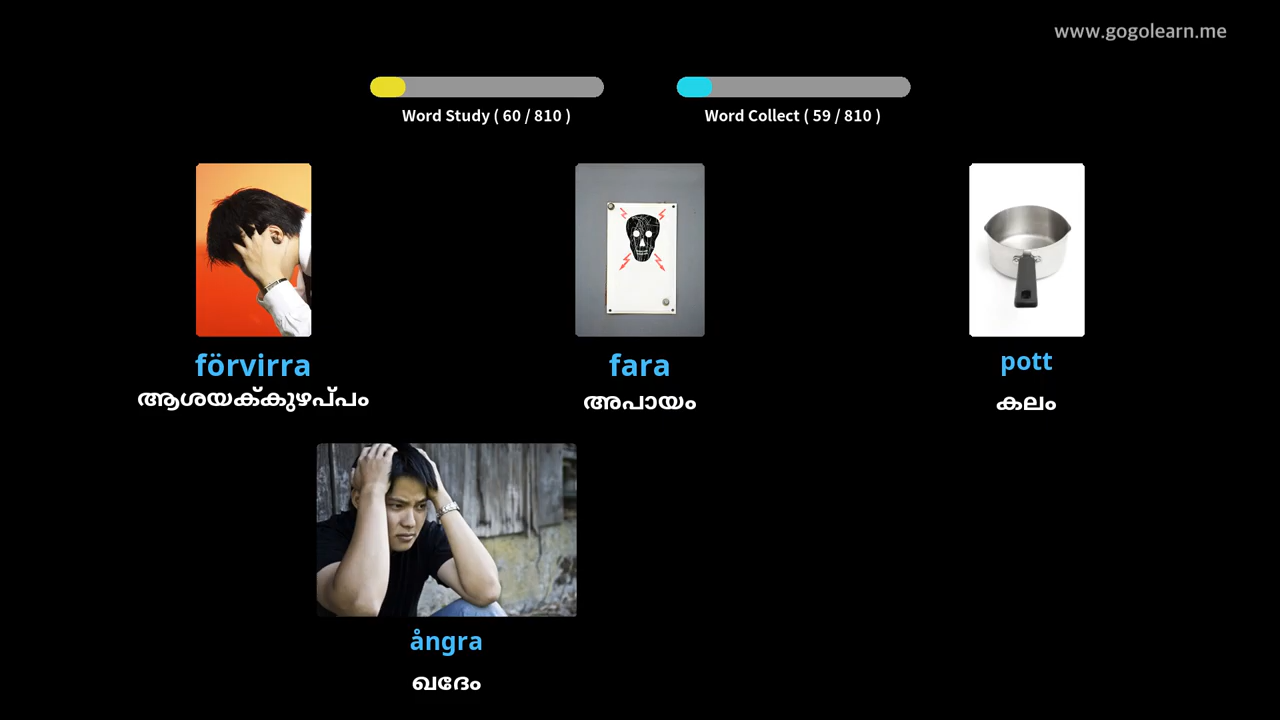 www.gogolearn.me
Word Study ( 60 / 810 )
Word Collect ( 59 / 810 )
förvirra
ആശയക്കുഴപ്പം
fara
അപായം
pott
കലം
ångra
ഖദേം